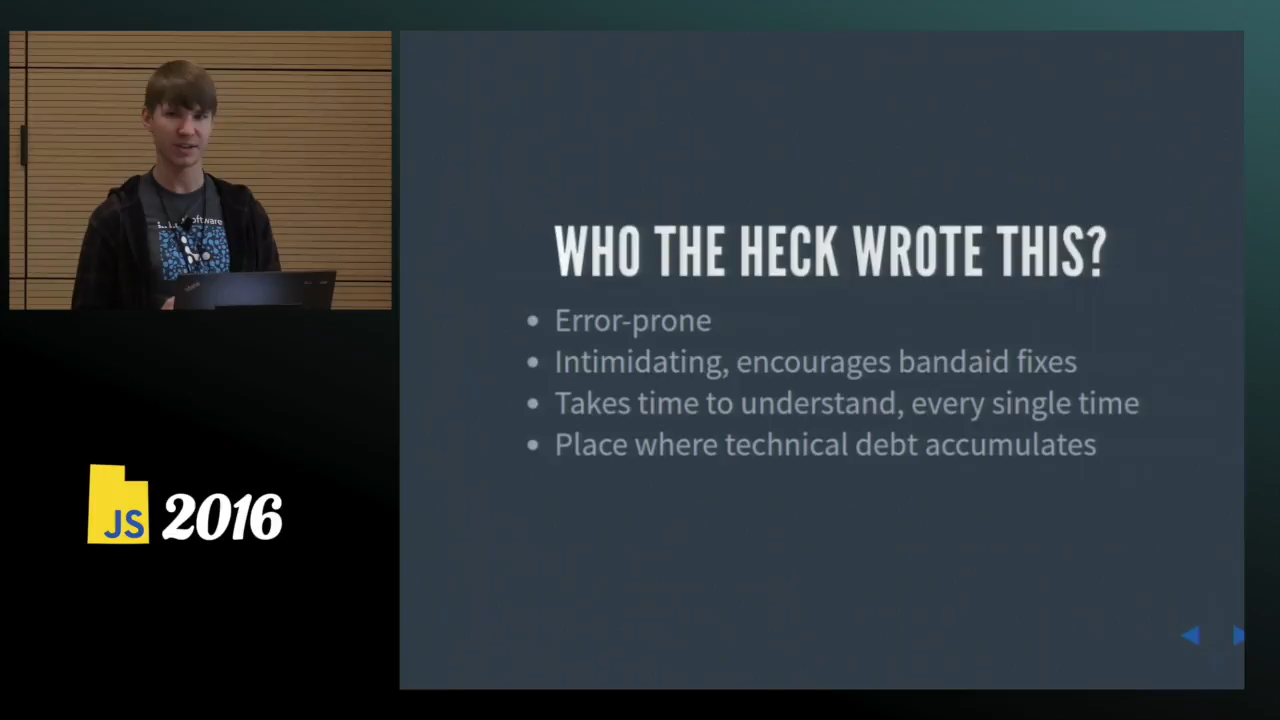 WHO THE HECK WROTE THIS?
Error-prone
Intimidating, encourages bandaid fixes
Takes time to understand, every single time
Place where technical debt accumulates
JS 2016